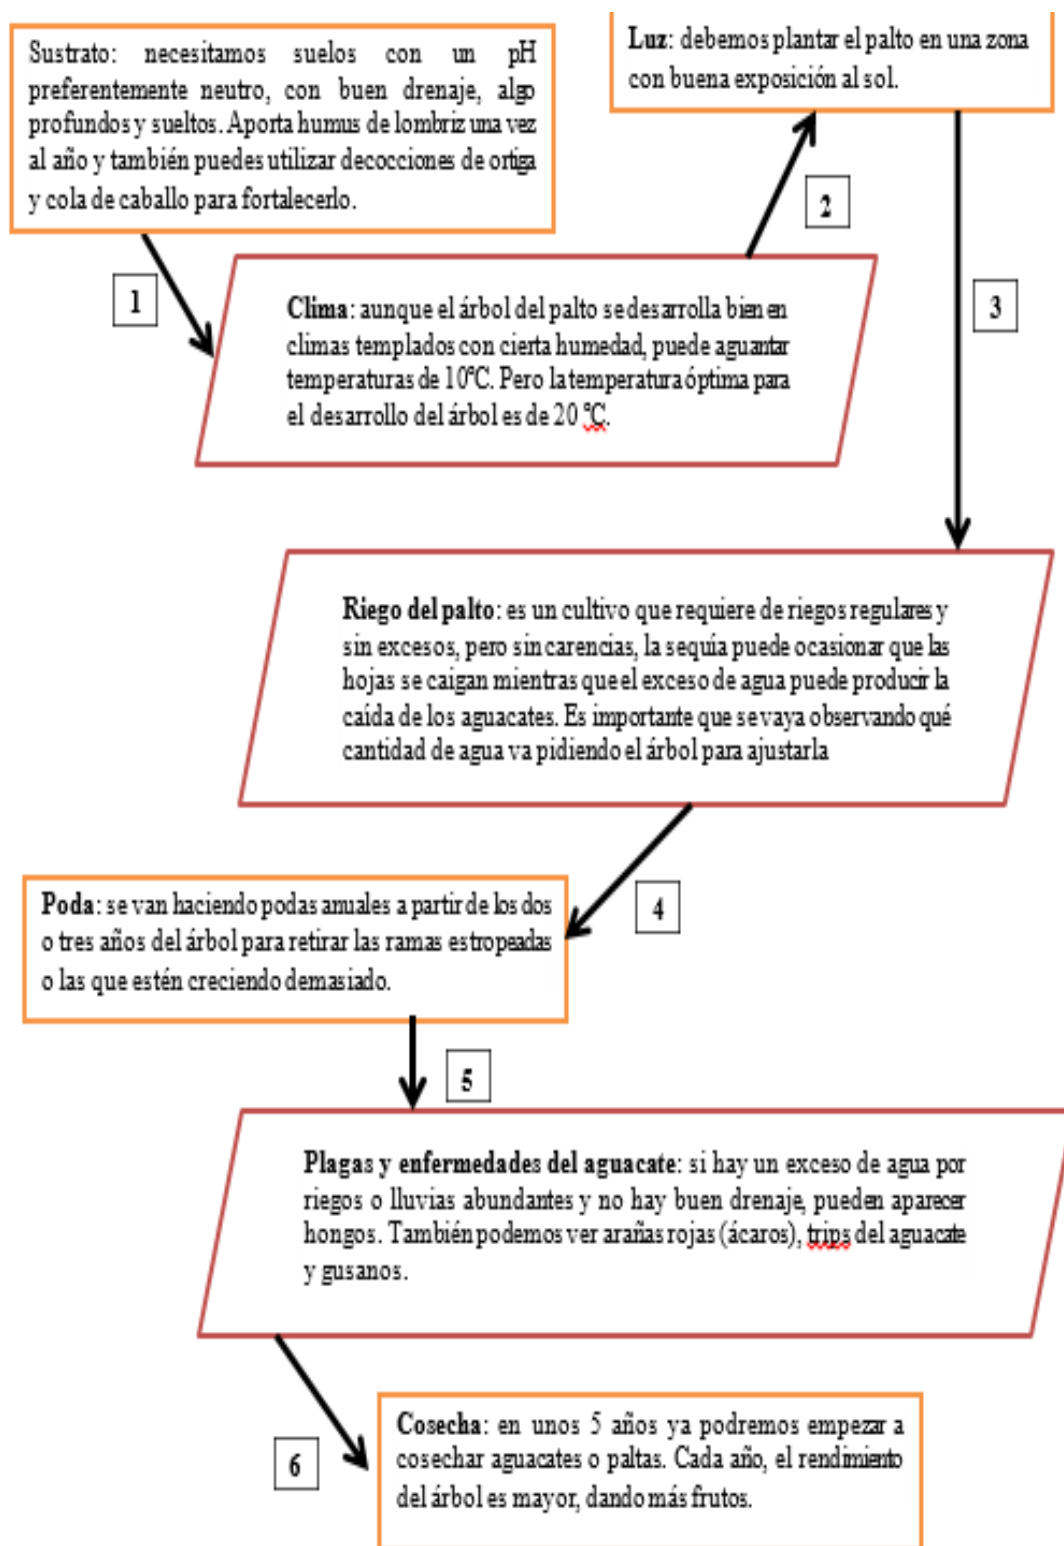 Sustrato: necesitamos suelos con un pH
preferentemente neutro, con buen drenaje, algo
profundos y sueltos. Aporta humus de lombriz una vez
al año y también puedes utilizar decocciones de ortiga
y cola de caballo para fortalecerlo.
1
Clima: aunque el árbol del palto se desarrolla bien en
climas templados con cierta humedad, puede aguantar
temperaturas de 10°C. Pero la temperatura óptima para
el desarrollo del árbol es de 20 °C.
2
Luz: debemos plantar el palto en una zona
con buena exposición al sol.
3
Riego del palto: es un cultivo que requiere de riegos regulares y
sin excesos, pero sin carencias, la sequía puede ocasionar que las
hojas se caigan mientras que el exceso de agua puede producir la
caída de los aguacates. Es importante que se vaya observando qué
cantidad de agua va pidiendo el árbol para ajustarla
4
Poda: se van haciendo podas anuales a partir de los dos
o tres años del árbol para retirar las ramas estropeadas
o las que estén creciendo demasiado.
5
Plagas y enfermedades del aguacate: si hay un exceso de agua por
riegos o lluvias abundantes y no hay buen drenaje, pueden aparecer
hongos. También podemos ver arañas rojas (ácaros), trips del aguacate
y gusanos.
6
Cosecha: en unos 5 años ya podremos empezar a
cosechar aguacates o paltas. Cada año, el rendimiento
del árbol es mayor, dando más frutos.